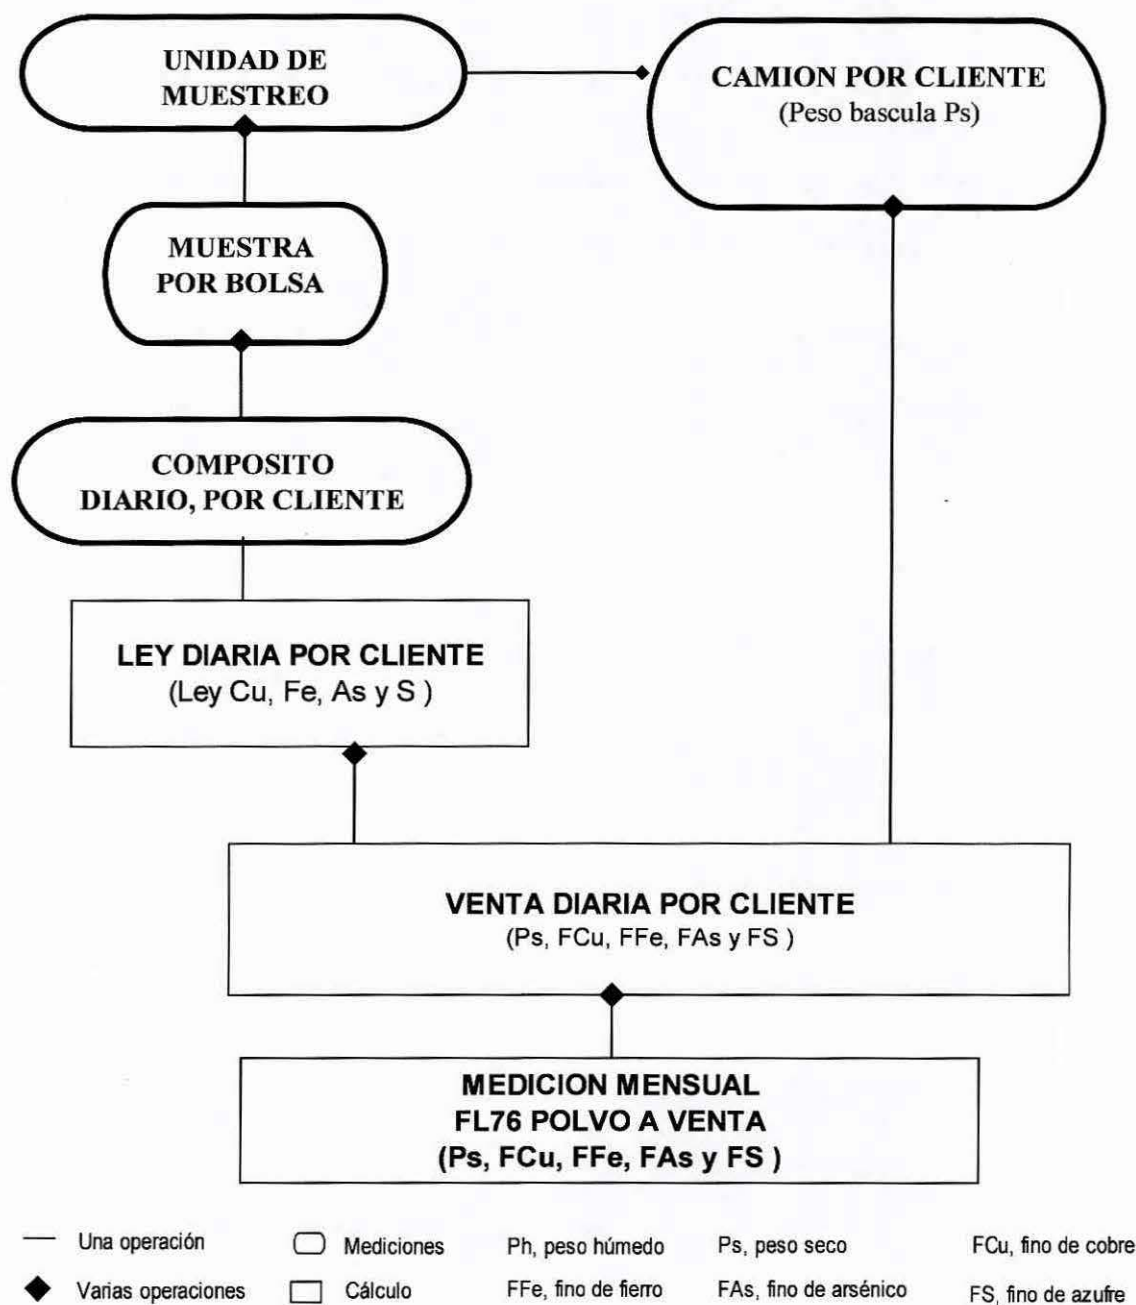 UNIDAD DE
MUESTREO
CAMION POR CLIENTE
(Peso bascula Ps)
MUESTRA
POR BOLSA
COMPOSITO
DIARIO, POR CLIENTE
LEY DIARIA POR CLIENTE
(Ley Cu, Fe, As y S )
VENTA DIARIA POR CLIENTE
(Ps, FCu, FFe, FAs y FS )
MEDICION MENSUAL
FL76 POLVO A VENTA
(Ps, FCu, FFe, FAs y FS )
Una operación
Mediciones
Ph, peso húmedo
Ps, peso seco
FCu, fino de cobre
Varias operaciones
Cálculo
FFe, fino de fierro
FAs, fino de arsénico
FS, fino de azufre